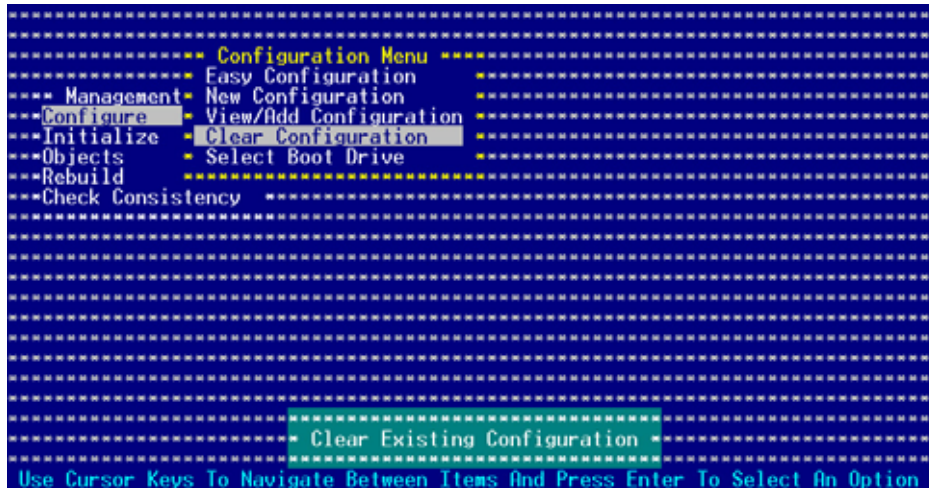 Configuration Menu
Easy Configuration
Management
New Configuration
Configure
View/Add Configuration
Initialize
Clear Configuration
Objects
Select Boot Drive
Rebuild
Check Consistency
Clear Existing Configuration
Use Cursor Keys To Navigate Between Items And Press Enter To Select An Option